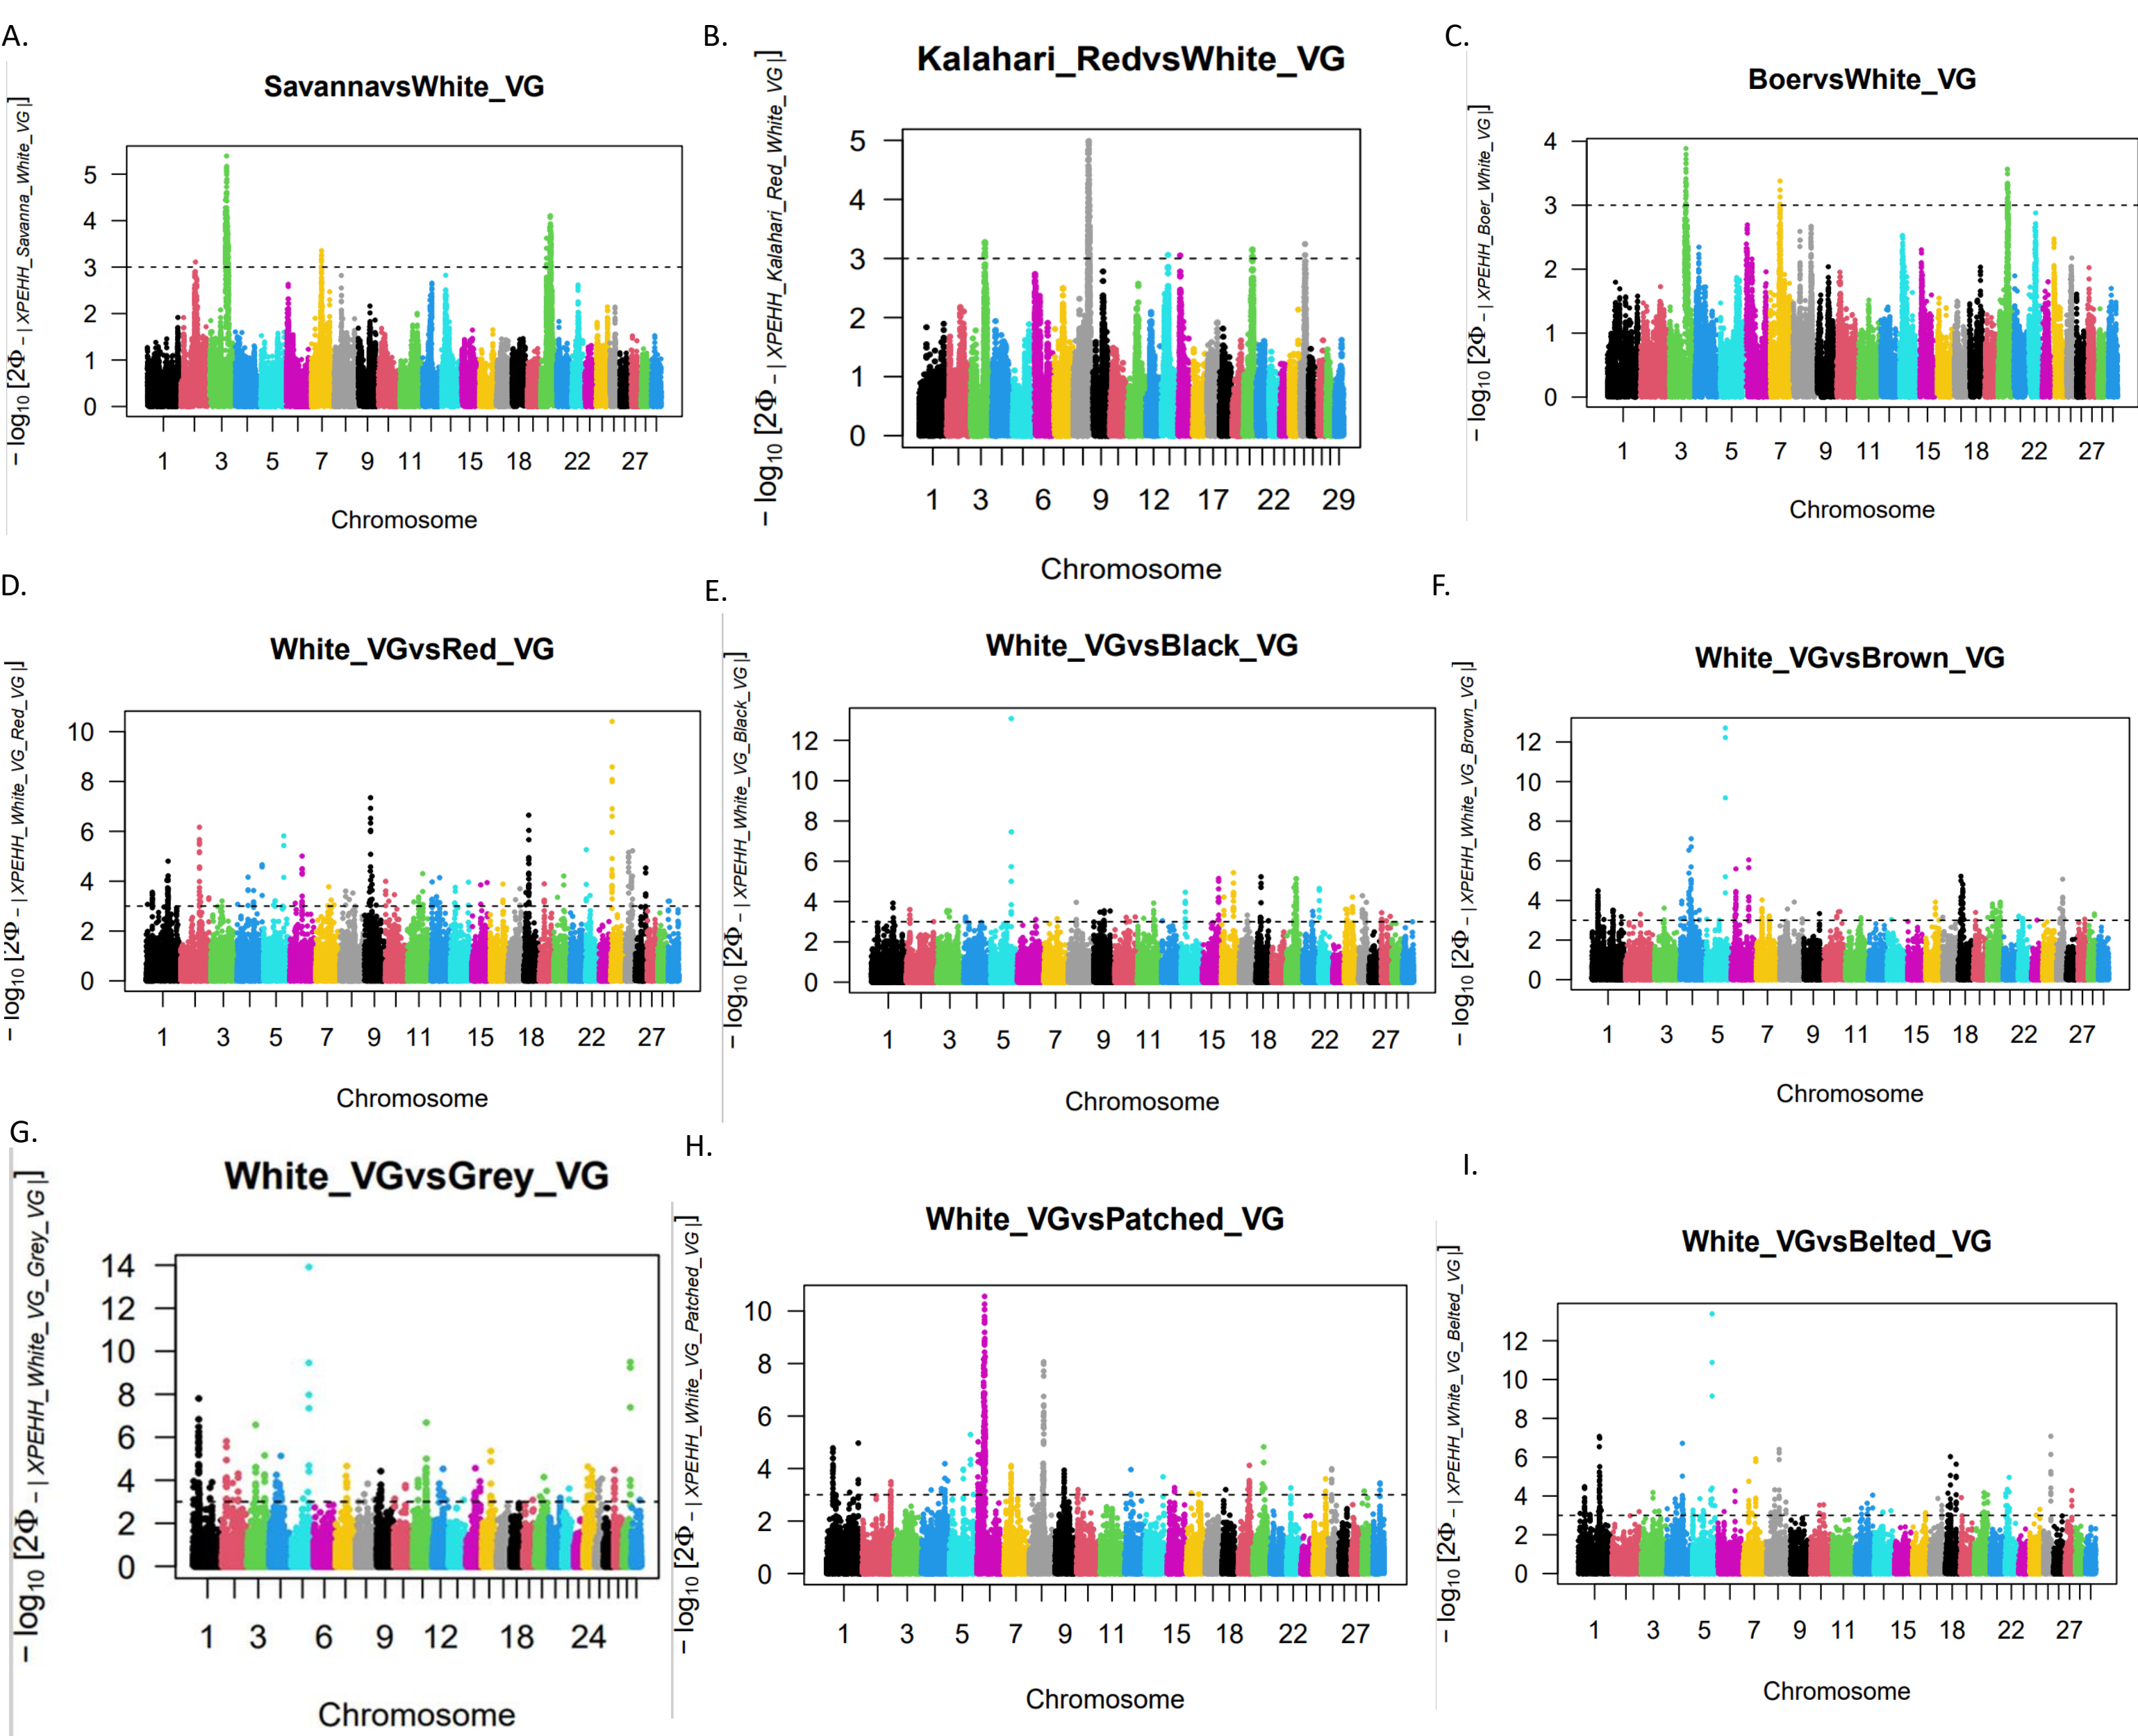 A.
SavannavsWhite_VG
− log10 [2Φ − | XPEHH_Savanna_White_VG |]
5
4
3
2
1
0
1 3 5 7 9 11 15 18 22 27
Chromosome
B.
Kalahari_RedvsWhite_VG
− log10 [2Φ − | XPEHH_Kalahari_Red_White_VG |]
5
4
3
2
1
0
1 3 6 9 12 17 22 29
Chromosome
C.
BoervsWhite_VG
− log10 [2Φ − | XPEHH_Boer_White_VG |]
4
3
2
1
0
1 3 5 7 9 11 15 18 22 27
Chromosome
D.
White_VGvsRed_VG
− log10 [2Φ − | XPEHH_White_VG_Red_VG |]
10
8
6
4
2
0
1 3 5 7 9 11 15 18 22 27
Chromosome
E.
White_VGvsBlack_VG
− log10 [2Φ − | XPEHH_White_VG_Black_VG |]
12
10
8
6
4
2
0
1 3 5 7 9 11 15 18 22 27
Chromosome
F.
White_VGvsBrown_VG
− log10 [2Φ − | XPEHH_White_VG_Brown_VG |]
12
10
8
6
4
2
0
1 3 5 7 9 11 15 18 22 27
Chromosome
G.
White_VGvsGrey_VG
− log10 [2Φ − | XPEHH_White_VG_Grey_VG |]
14
12
10
8
6
4
2
0
1 3 6 9 12 18 24
Chromosome
H.
White_VGvsPatched_VG
− log10 [2Φ − | XPEHH_White_VG_Patched_VG |]
10
8
6
4
2
0
1 3 5 7 9 11 15 18 22 27
Chromosome
I.
White_VGvsBelted_VG
− log10 [2Φ − | XPEHH_White_VG_Belted_VG |]
12
10
8
6
4
2
0
1 3 5 7 9 11 15 18 22 27
Chromosome